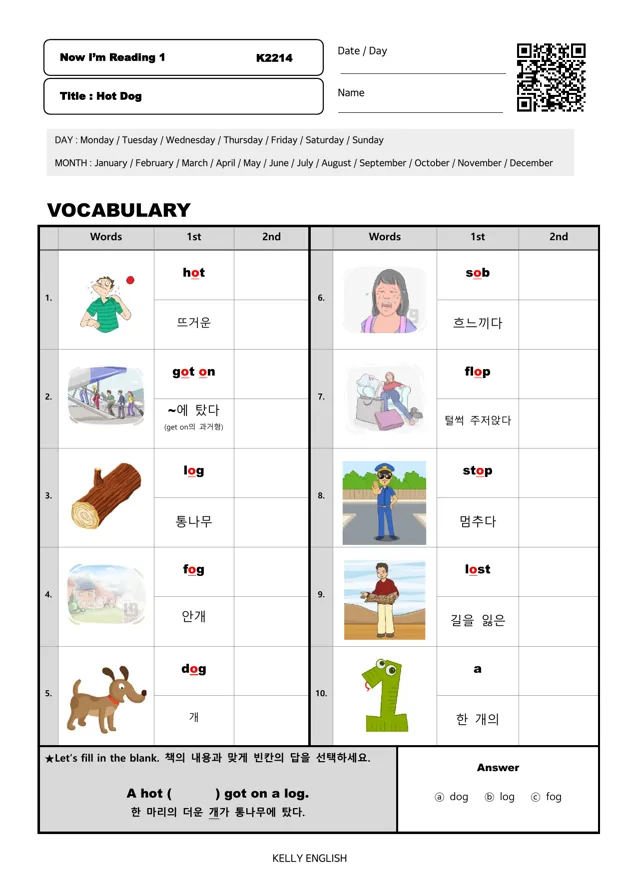 Now I'm Reading 1 K2214
Title : Hot Dog
Date / Day
Name
DAY : Monday / Tuesday / Wednesday / Thursday / Friday / Saturday / Sunday
MONTH : January / February / March / April / May / June / July / August / September / October / November / December
VOCABULARY
Words 1st 2nd Words 1st 2nd
1. hot
뜨거운
2. got on
~에 탔다
(get on의 과거형)
3. log
통나무
4. fog
안개
5. dog
개
6. sob
흐느끼다
7. flop
털썩 주저앉다
8. stop
멈추다
9. lost
길을 잃은
10. a
한 개의
★Let's fill in the blank. 책의 내용과 맞게 빈칸의 답을 선택하세요.
A hot ( ) got on a log.
한 마리의 더운 개가 통나무에 탔다.
Answer
ⓐ dog ⓑ log ⓒ fog
KELLY ENGLISH